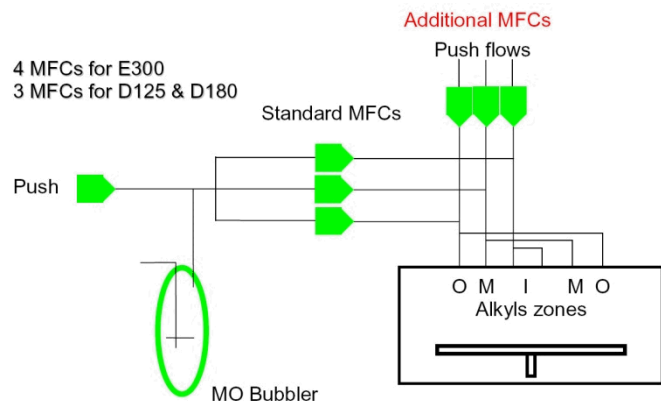 Additional MFCs
Push flows
4 MFCs for E300
3 MFCs for D125 & D180
Standard MFCs
Push
O M I M O
Alkyls zones
MO Bubbler